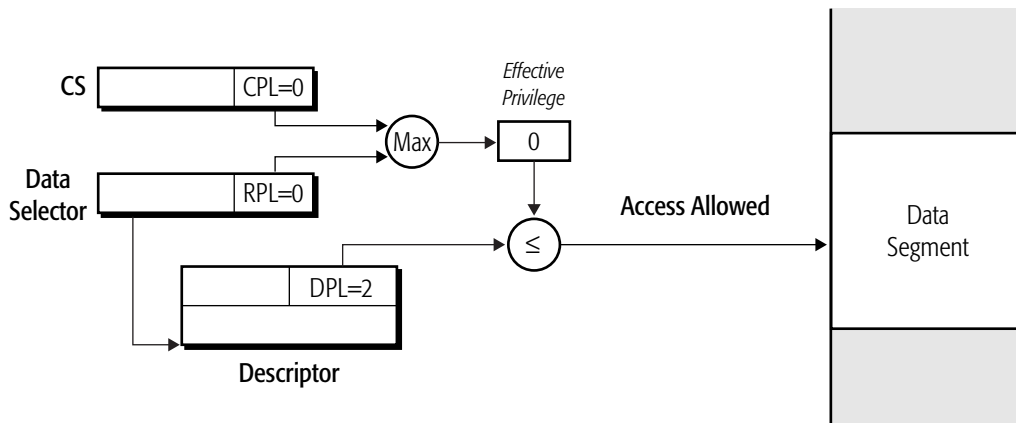 Effective
Privilege
CS
CPL=0
Max
0
Data
Selector
RPL=0
Access Allowed
≤
Data
Segment
DPL=2
Descriptor